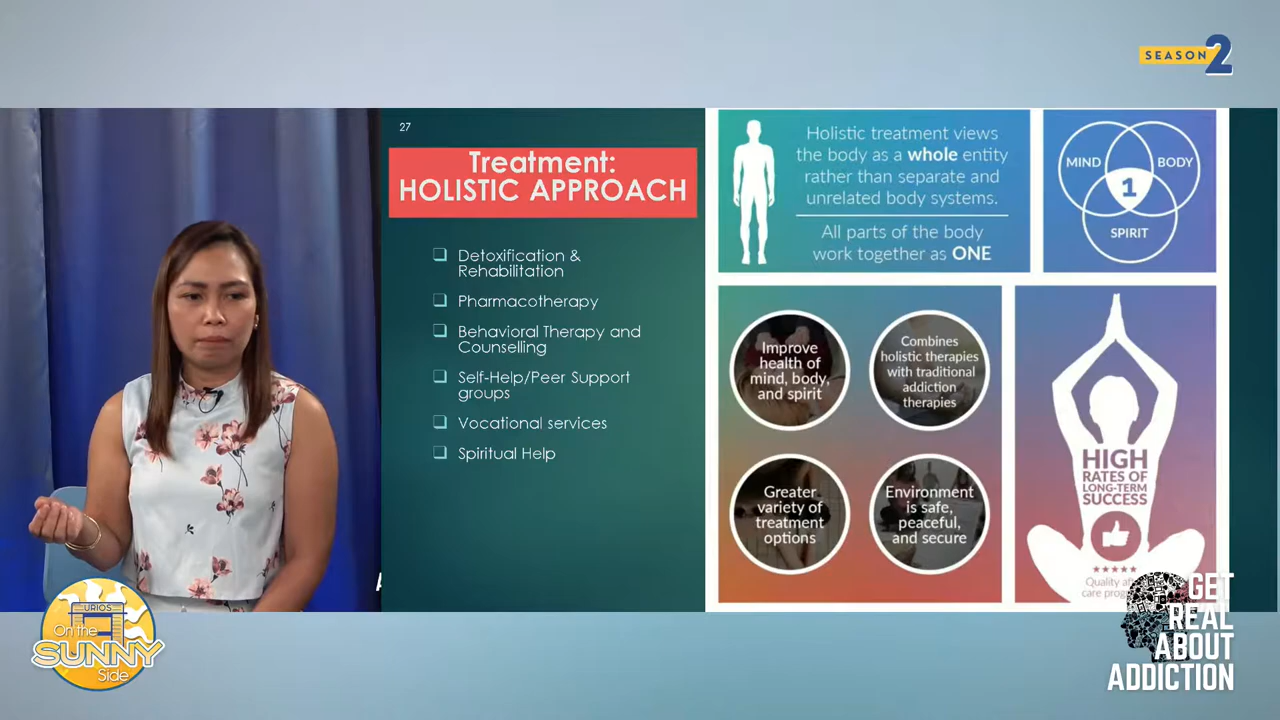 SEASON 2
27
Treatment:
HOLISTIC APPROACH
❑ Detoxification &
Rehabilitation
❑ Pharmacotherapy
❑ Behavioral Therapy and
Counselling
❑ Self-Help/Peer Support
groups
❑ Vocational services
❑ Spiritual Help
Holistic treatment views
the body as a whole entity
rather than separate and
unrelated body systems.
All parts of the body
work together as ONE
MIND
BODY
1
SPIRIT
Improve
health of
mind, body,
and spirit
Combines
holistic therapies
with traditional
addiction
therapies
Greater
variety of
treatment
options
Environment
is safe,
peaceful,
and secure
HIGH
RATES OF
LONG-TERM
SUCCESS
Quality
care
URIOS
On the
SUNNY
Side
GET
REAL
ABOUT
ADDICTION